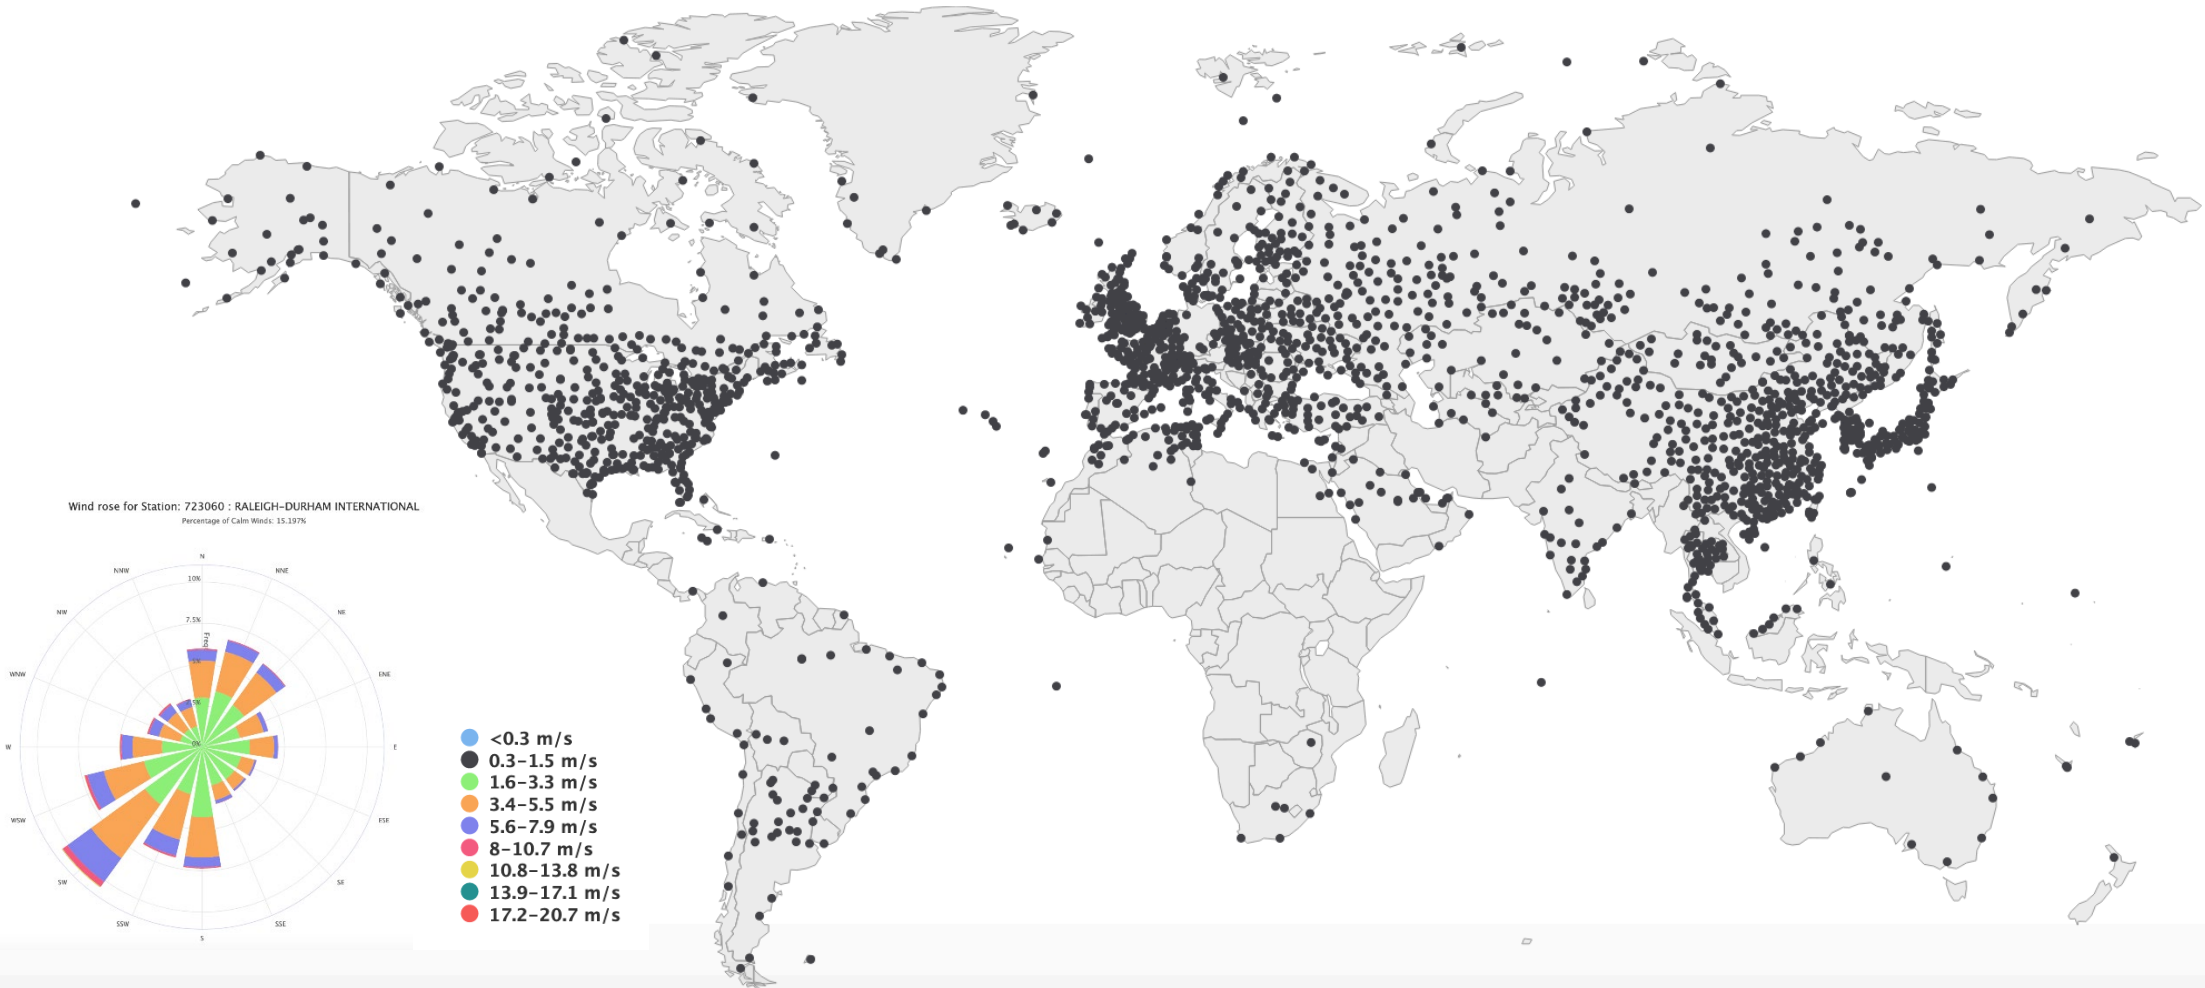 Wind rose for Station: 723060 : RALEIGH-DURHAM INTERNATIONAL
Percentage of Calm Winds: 15.197%
N
NNW
NNE
10%
NW
NE
7.5%
5%
WNW
ENE
0%
W
E
WSW
ESE
SW
SE
SSW
SSE
S
<0.3 m/s
0.3-1.5 m/s
1.6-3.3 m/s
3.4-5.5 m/s
5.6-7.9 m/s
8-10.7 m/s
10.8-13.8 m/s
13.9-17.1 m/s
17.2-20.7 m/s